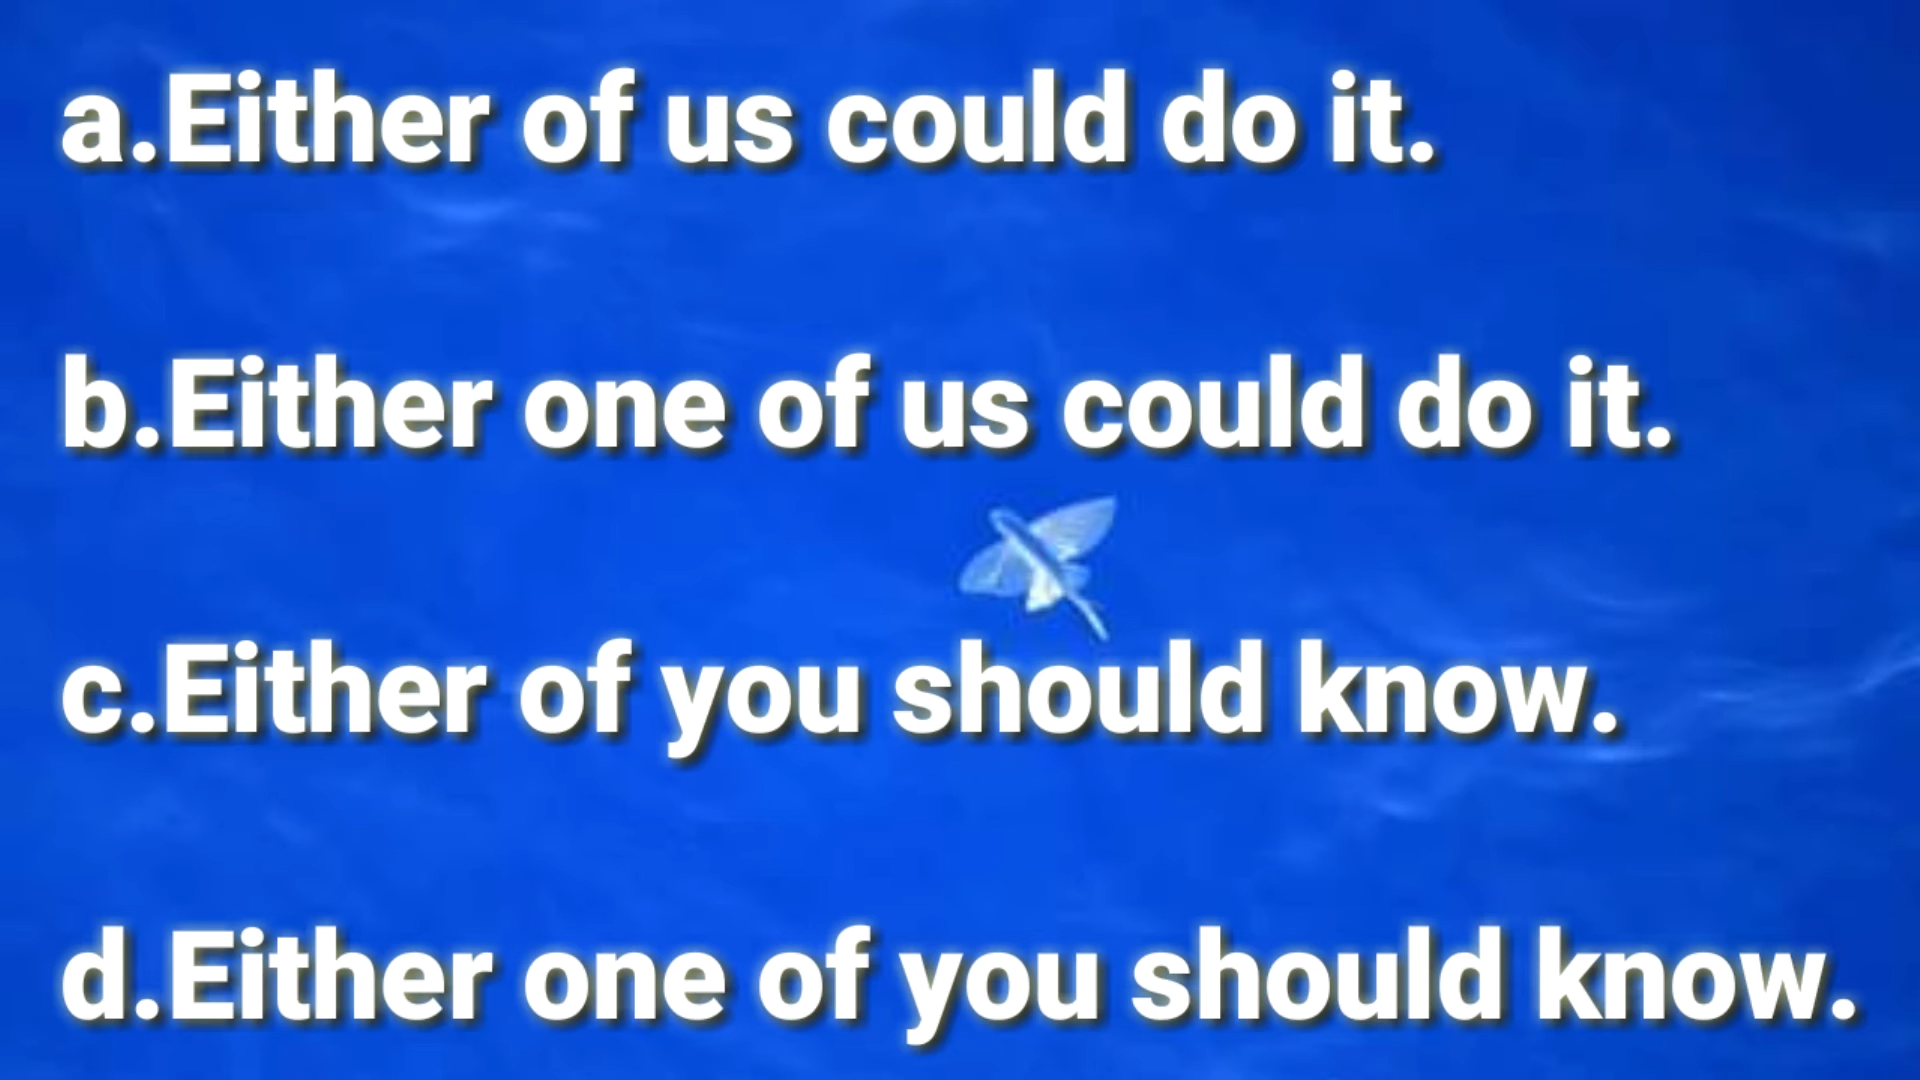 a.Either of us could do it.
b.Either one of us could do it.
c.Either of you should know.
d.Either one of you should know.